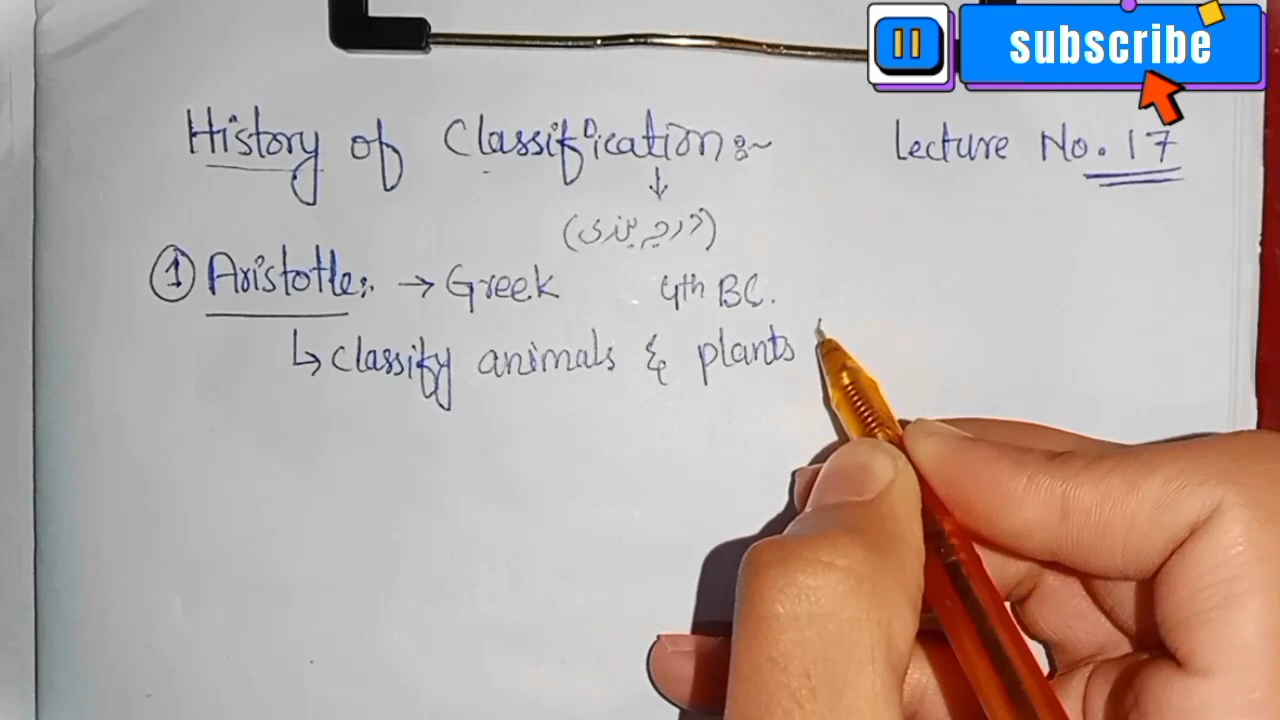 subscribe
History of Classification:~
Lecture No. 17
↓
(درجہ بندی)
① Aristotle:. → Greek 4th BC.
↳ Classify animals & plants